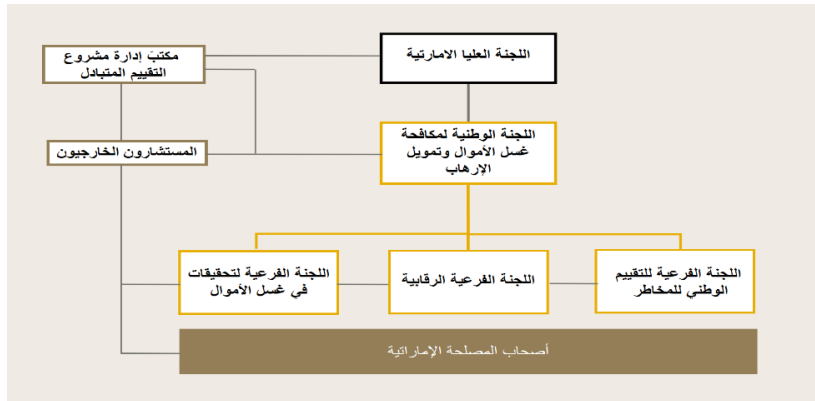 اللجنة العليا الامارتية
مكتبَ إدارة مشروع
التقييم المتبادل
اللجنة الوطنية لمكافحة
غسل الأموال وتمويل
الإرهاب
المستشارون الخارجيون
اللجنة الفرعية للتقييم
الوطني للمخاطر
اللجنة الفرعية الرقابية
اللجنة الفرعية لتحقيقات
في غسل الأموال
أصحاب المصلحة الإماراتية